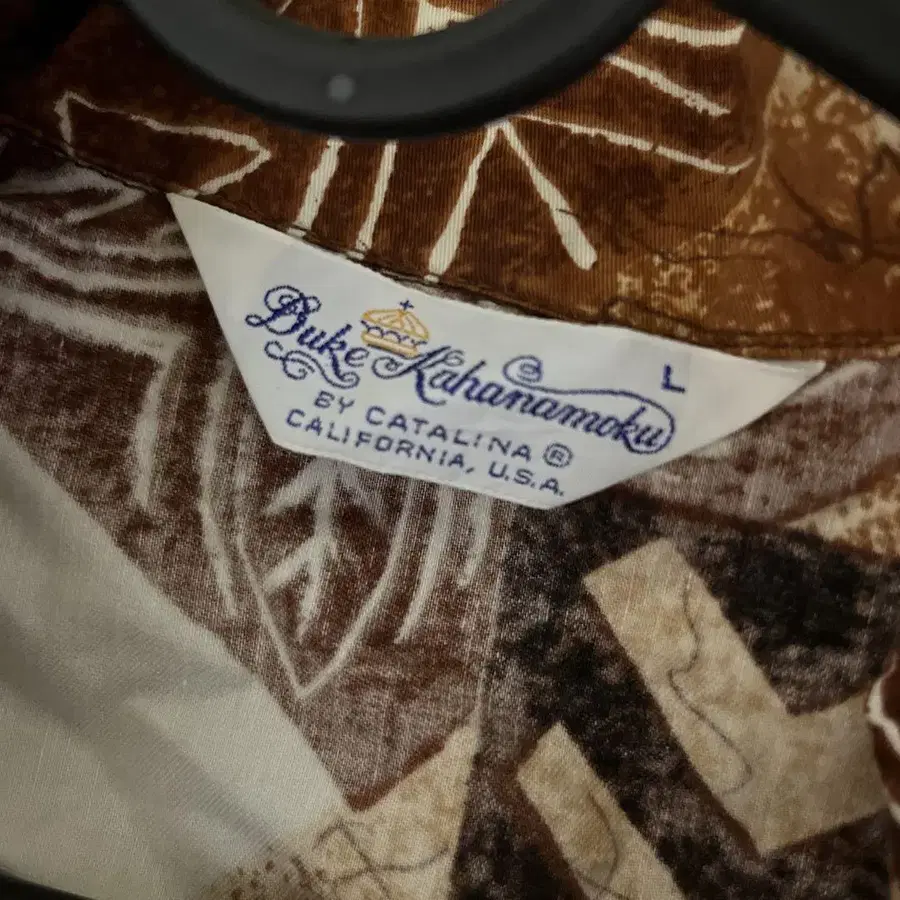 Duke Kahanamoku
L
BY CATALINA ®
CALIFORNIA, U.S.A.